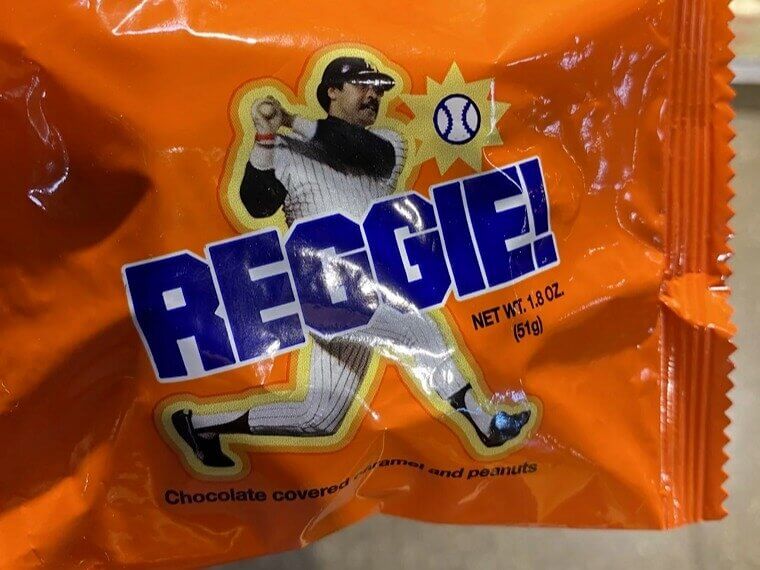 REGGIE!
NET WT. 1.8 OZ.
(51g)
Chocolate covered caramel and peanuts